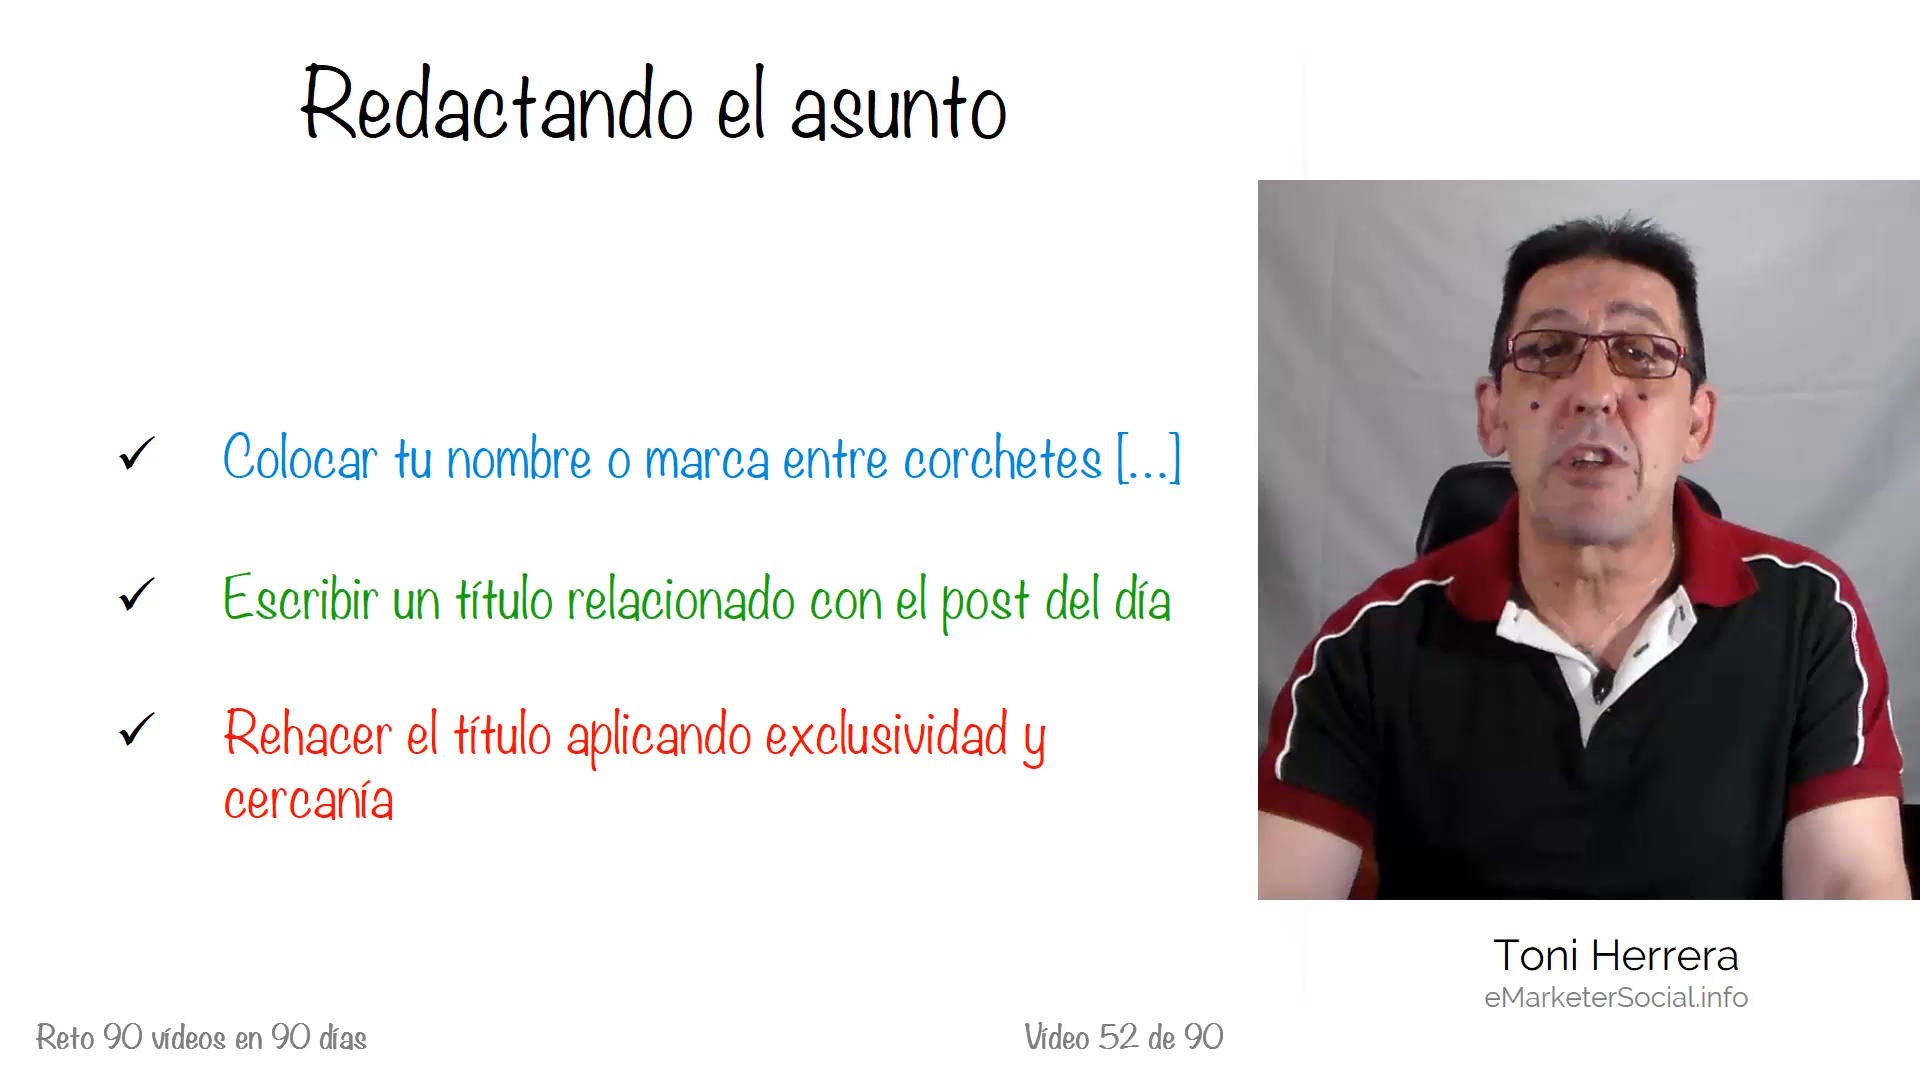 Redactando el asunto
✓ Colocar tu nombre o marca entre corchetes [...]
✓ Escribir un título relacionado con el post del día
✓ Rehacer el título aplicando exclusividad y
cercanía
Toni Herrera
eMarketerSocial.info
Reto 90 vídeos en 90 días
Vídeo 52 de 90